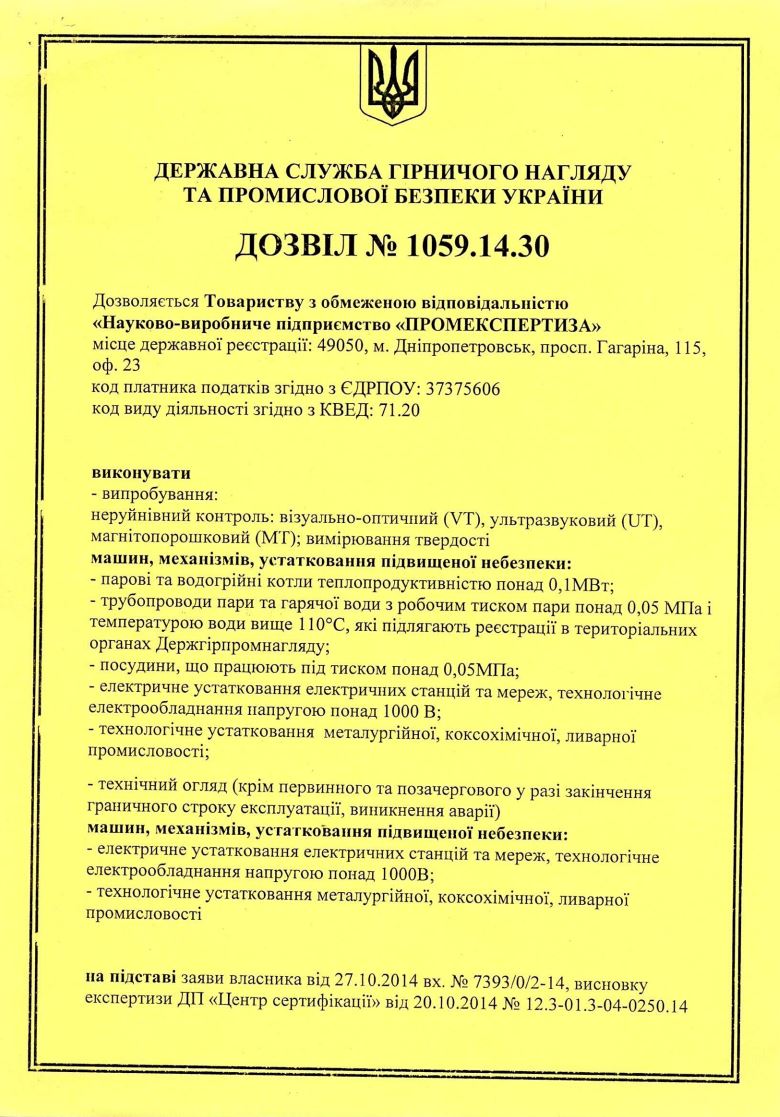 ДЕРЖАВНА СЛУЖБА ГІРНИЧОГО НАГЛЯДУ
ТА ПРОМИСЛОВОЇ БЕЗПЕКИ УКРАЇНИ
ДОЗВІЛ № 1059.14.30
Дозволяється Товариству з обмеженою відповідальністю
«Науково-виробниче підприємство «ПРОМЕКСПЕРТИЗА»
місце державної реєстрації: 49050, м. Дніпропетровськ, просп. Гагаріна, 115,
оф. 23
код платника податків згідно з ЄДРПОУ: 37375606
код виду діяльності згідно з КВЕД: 71.20
виконувати
- випробування:
неруйнівний контроль: візуально-оптичний (VT), ультразвуковий (UT),
магнітопорошковий (МТ); вимірювання твердості
машин, механізмів, устатковання підвищеної небезпеки:
- парові та водогрійні котли теплопродуктивністю понад 0,1МВт;
- трубопроводи пари та гарячої води з робочим тиском пари понад 0,05 МПа і
температурою води вище 110°С, які підлягають реєстрації в територіальних
органах Держгірпромнагляду;
- посудини, що працюють під тиском понад 0,05МПа;
- електричне устатковання електричних станцій та мереж, технологічне
електрообладнання напругою понад 1000 В;
- технологічне устатковання металургійної, коксохімічної, ливарної
промисловості;
- технічний огляд (крім первинного та позачергового у разі закінчення
граничного строку експлуатації, виникнення аварії)
машин, механізмів, устатковання підвищеної небезпеки:
- електричне устатковання електричних станцій та мереж, технологічне
електрообладнання напругою понад 1000В;
- технологічне устатковання металургійної, коксохімічної, ливарної
промисловості
на підставі заяви власника від 27.10.2014 вх. № 7393/0/2-14, висновку
експертизи ДП «Центр сертифікації» від 20.10.2014 № 12.3-01.3-04-0250.14